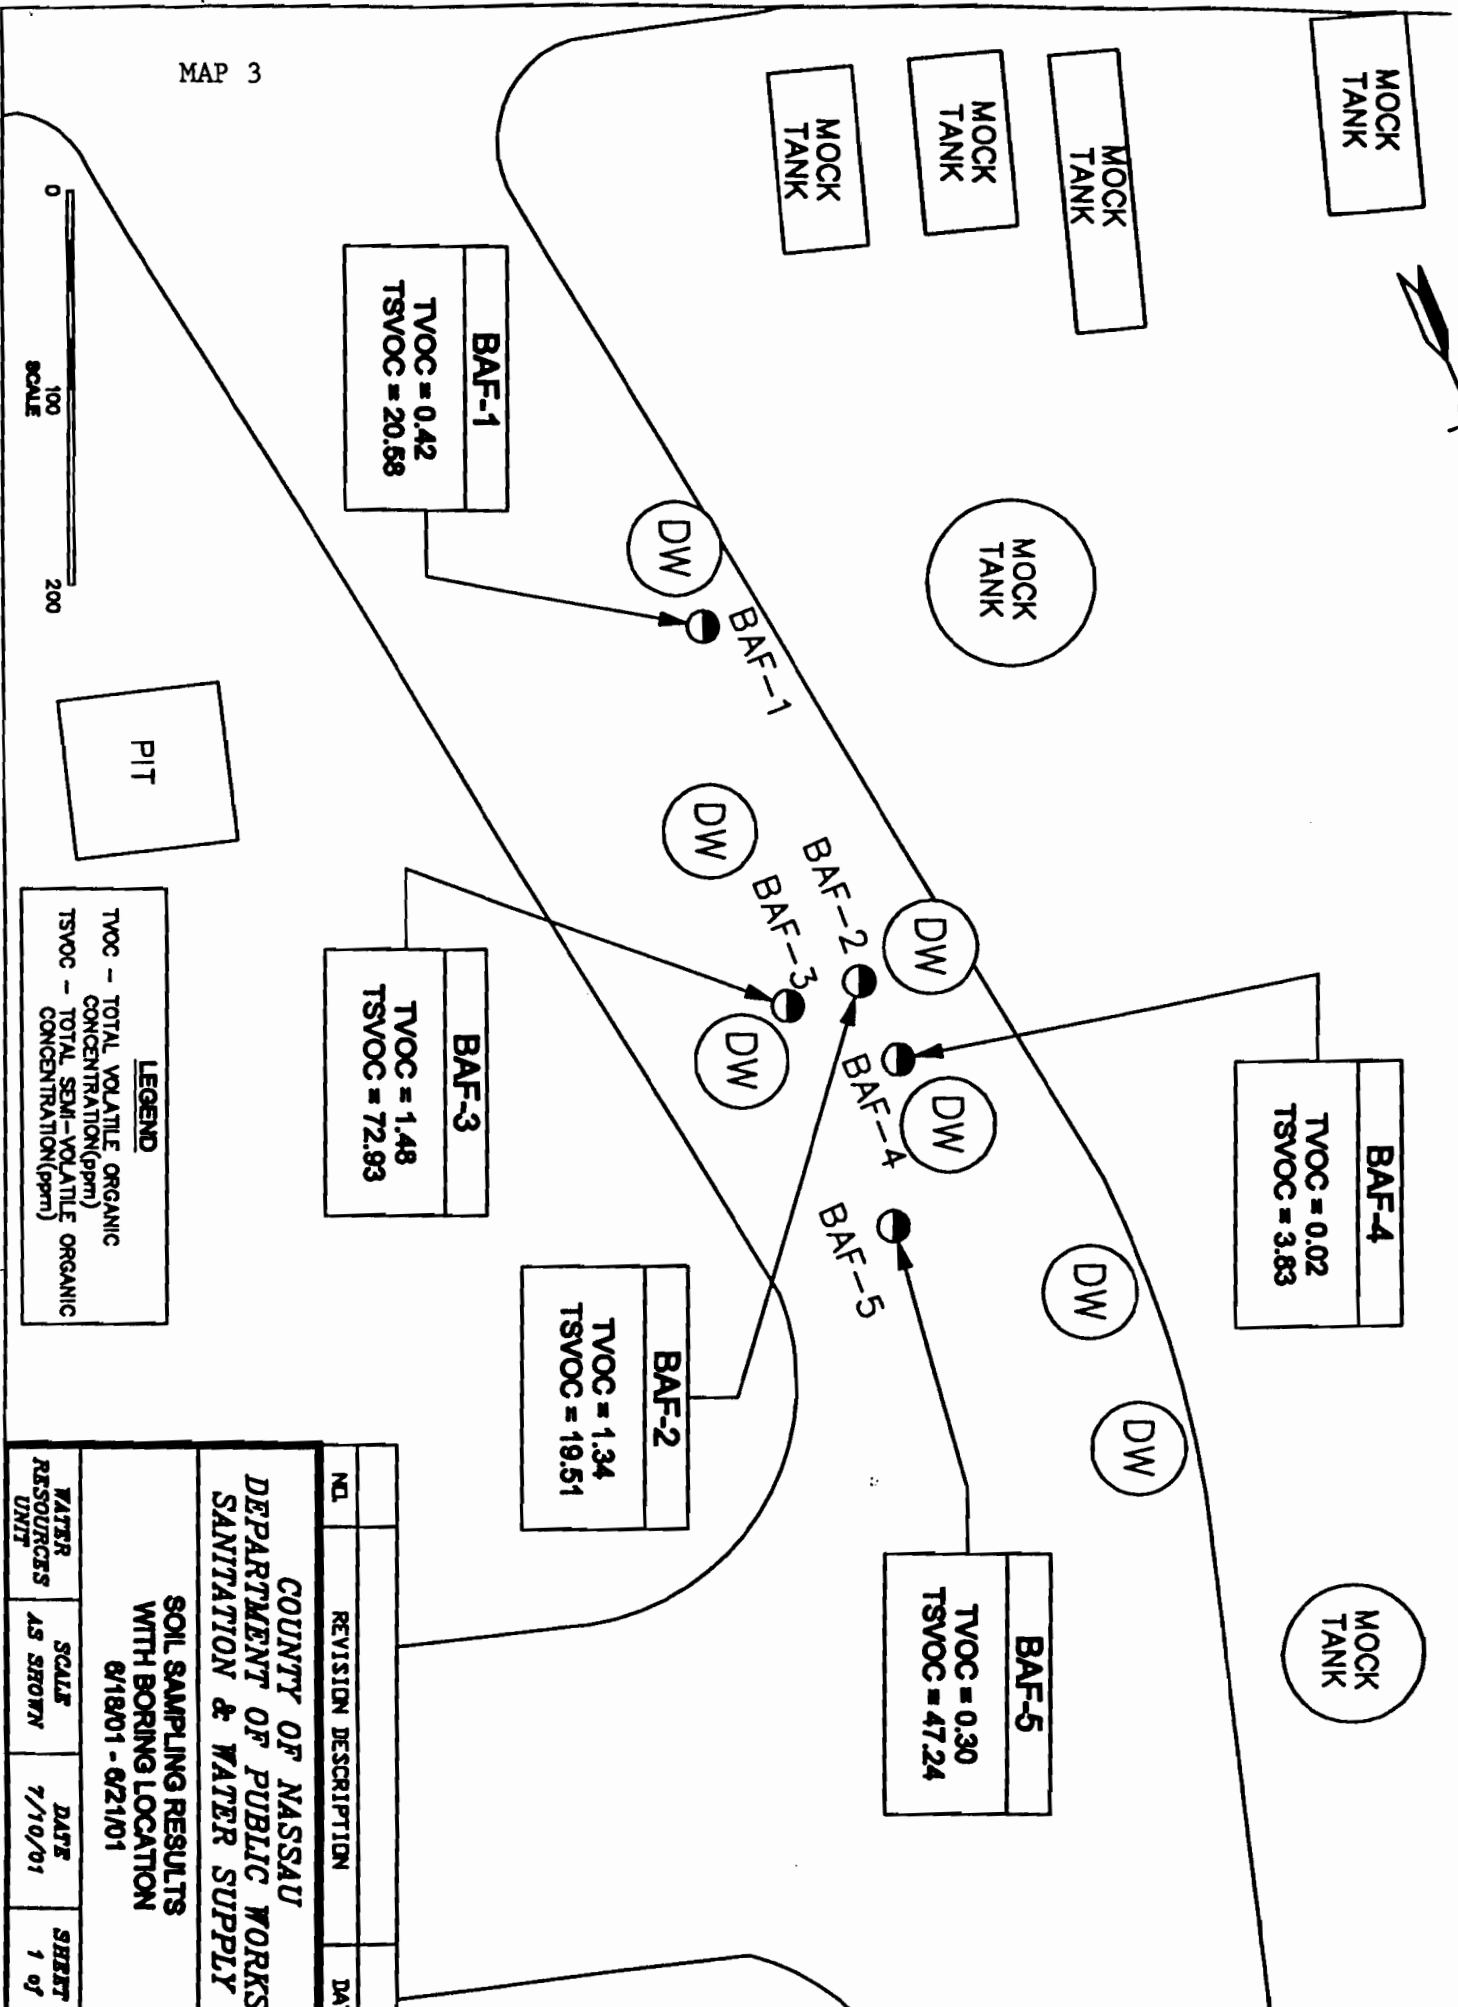 MAP 3
MOCK
TANK
MOCK
TANK
MOCK
TANK
MOCK
TANK
MOCK
TANK
MOCK
TANK
BAF-1
TVOC = 0.42
TSVOC = 20.58
DW
BAF-1
DW
BAF-2
BAF-3
DW
DW
BAF-4
DW
BAF-5
DW
DW
BAF-4
TVOC = 0.02
TSVOC = 3.83
BAF-3
TVOC = 1.48
TSVOC = 72.93
BAF-2
TVOC = 1.34
TSVOC = 19.51
BAF-5
TVOC = 0.30
TSVOC = 47.24
PIT
0
100
200
SCALE
LEGEND
TVOC - TOTAL VOLATILE ORGANIC
CONCENTRATION(ppm)
TSVOC - TOTAL SEMI-VOLATILE ORGANIC
CONCENTRATION(ppm)
NO.
REVISION DESCRIPTION
COUNTY OF NASSAU
DEPARTMENT OF PUBLIC WORKS
SANITATION & WATER SUPPLY
SOIL SAMPLING RESULTS
WITH BORING LOCATION
6/18/01 - 6/21/01
WATER
RESOURCES
UNIT
SCALE
AS SHOWN
DATE
7/10/01
SHEET
1 of